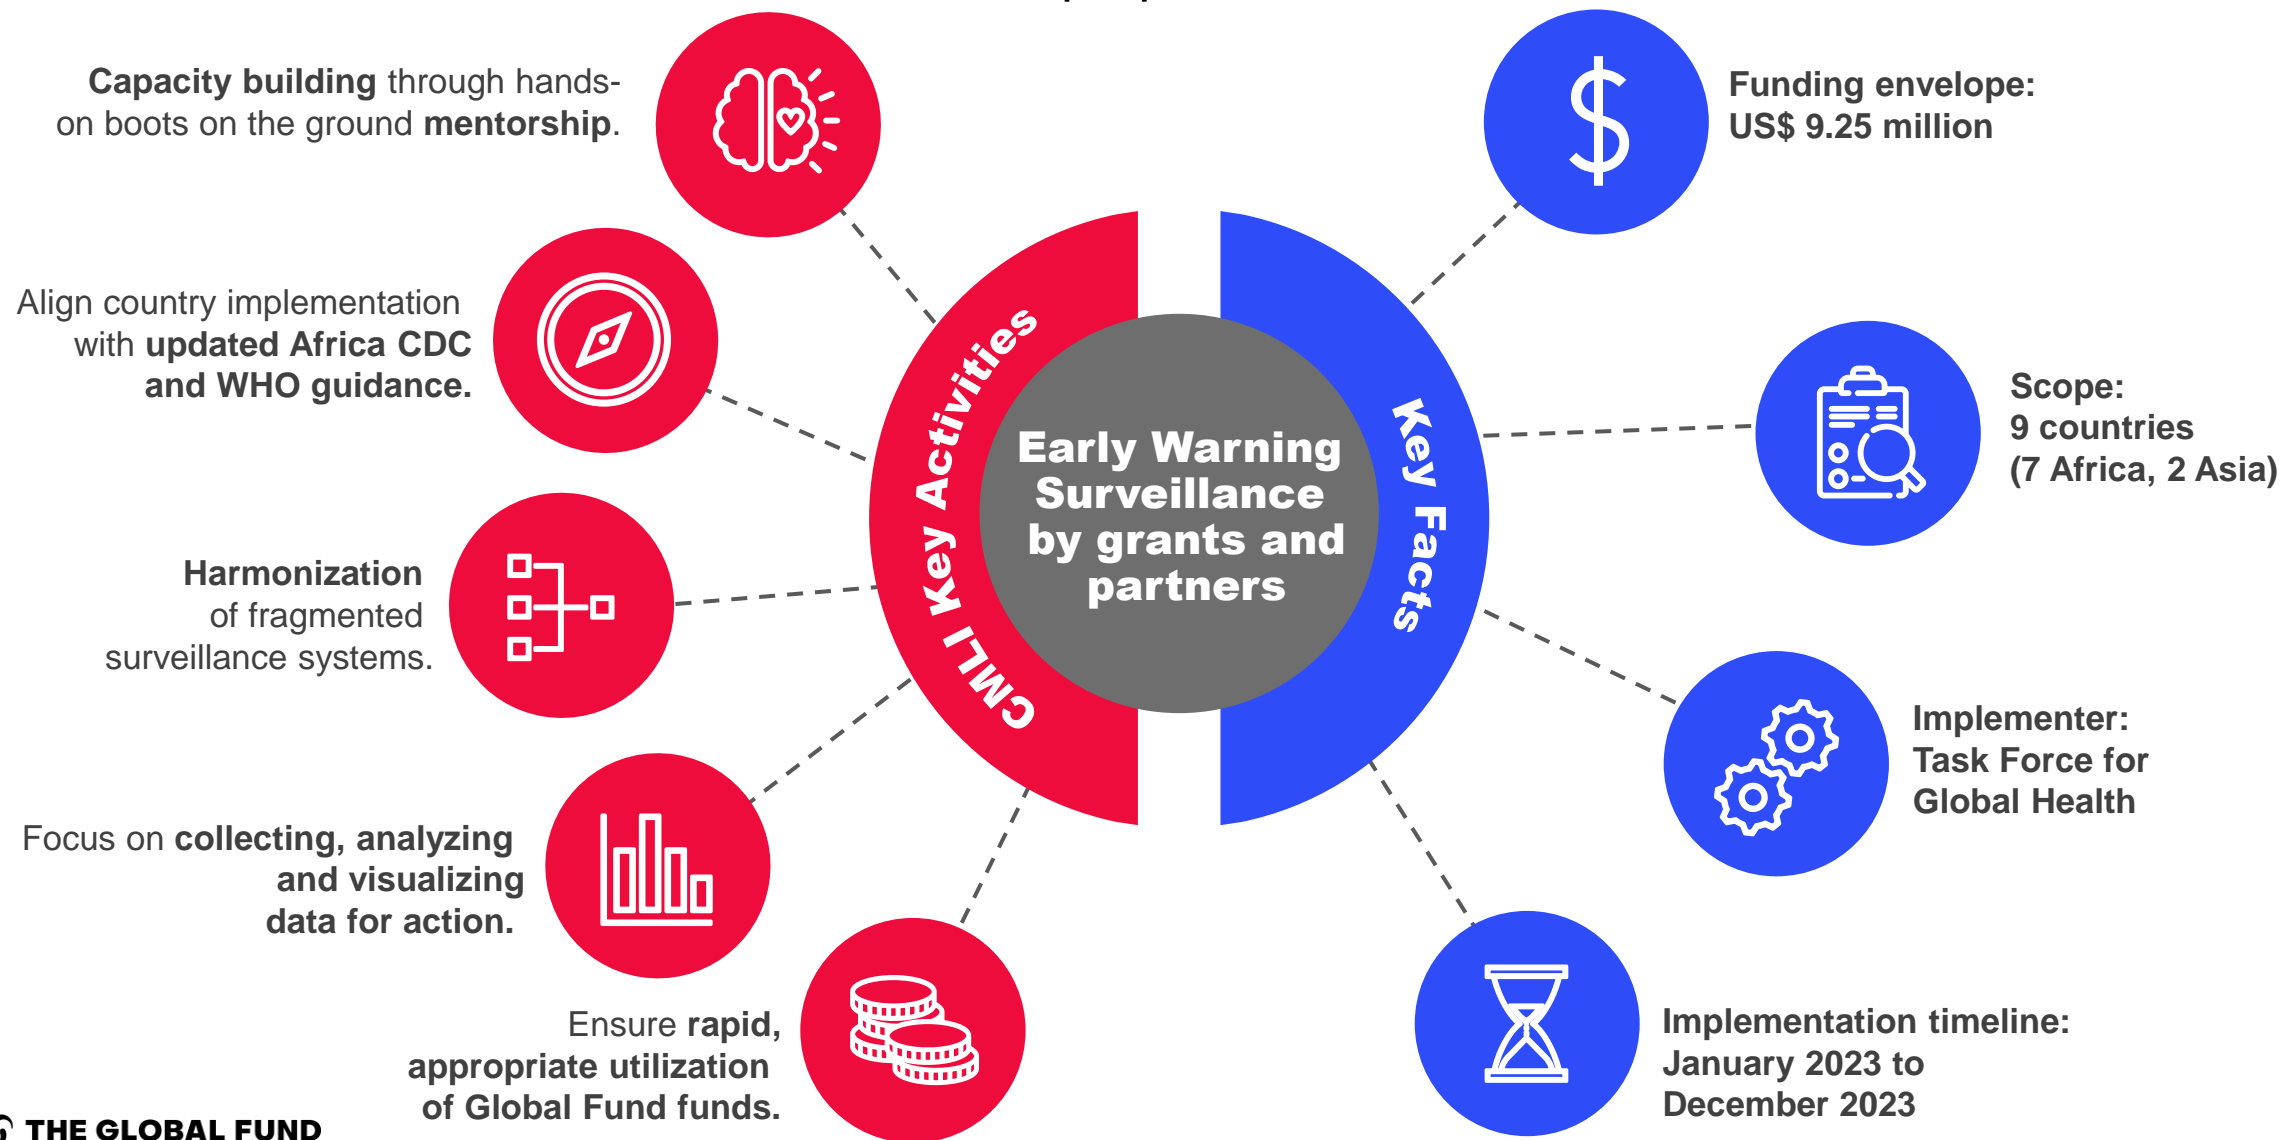 Capacity building through hands-
on boots on the ground mentorship.
Align country implementation
with updated Africa CDC
and WHO guidance.
Harmonization
of fragmented
surveillance systems.
Focus on collecting, analyzing
and visualizing
data for action.
Ensure rapid,
appropriate utilization
of Global Fund funds.
CMLI Key Activities
Early Warning
Surveillance
by grants and
partners
Key Facts
Funding envelope:
US$ 9.25 million
Scope:
9 countries
(7 Africa, 2 Asia)
Implementer:
Task Force for
Global Health
Implementation timeline:
January 2023 to
December 2023
THE GLOBAL FUND